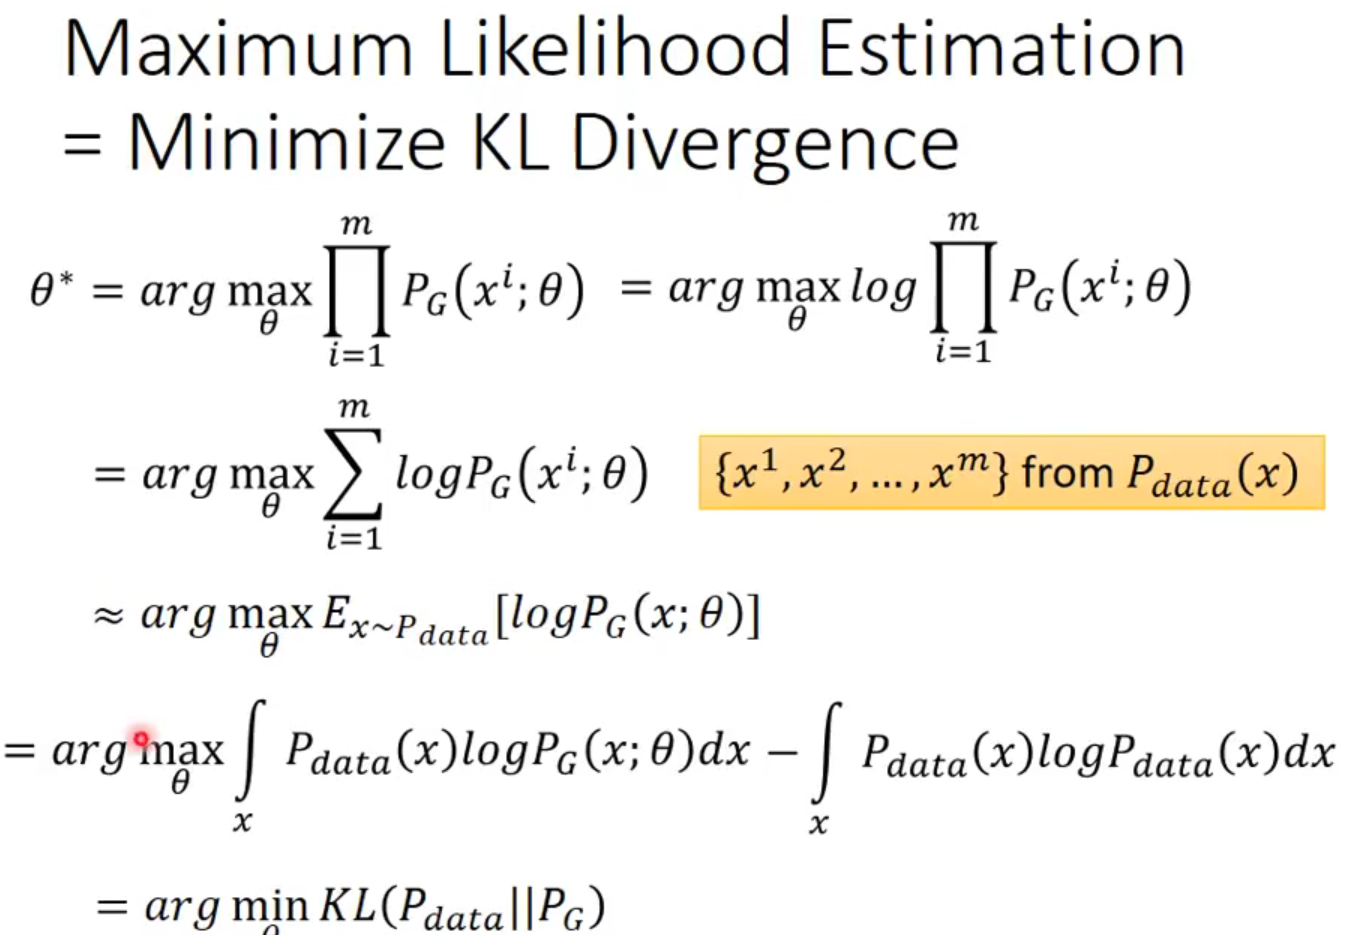 Maximum Likelihood Estimation
= Minimize KL Divergence
θ* = arg max_θ ∏_{i=1}^{m} P_G(x^i; θ) = arg max_θ log ∏_{i=1}^{m} P_G(x^i; θ)
= arg max_θ ∑_{i=1}^{m} logP_G(x^i; θ) {x^1, x^2, … , x^m} from P_data(x)
≈ arg max_θ E_{x~P_data}[logP_G(x; θ)]
= arg max_θ ∫_x P_data(x)logP_G(x; θ)dx − ∫_x P_data(x)logP_data(x)dx
= arg min_θ KL(P_data||P_G)